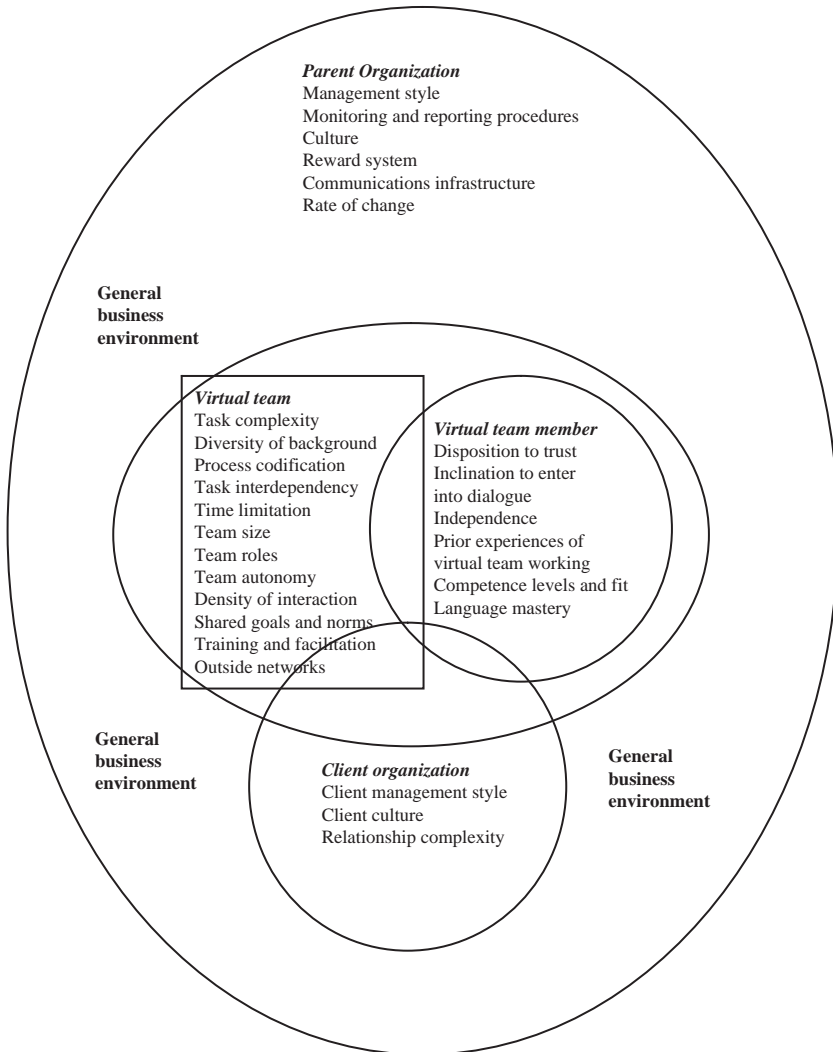 Parent Organization
Management style
Monitoring and reporting procedures
Culture
Reward system
Communications infrastructure
Rate of change
General
business
environment
Virtual team
Task complexity
Diversity of background
Process codification
Task interdependency
Time limitation
Team size
Team roles
Team autonomy
Density of interaction
Shared goals and norms
Training and facilitation
Outside networks
Virtual team member
Disposition to trust
Inclination to enter
into dialogue
Independence
Prior experiences of
virtual team working
Competence levels and fit
Language mastery
General
business
environment
Client organization
Client management style
Client culture
Relationship complexity
General
business
environment